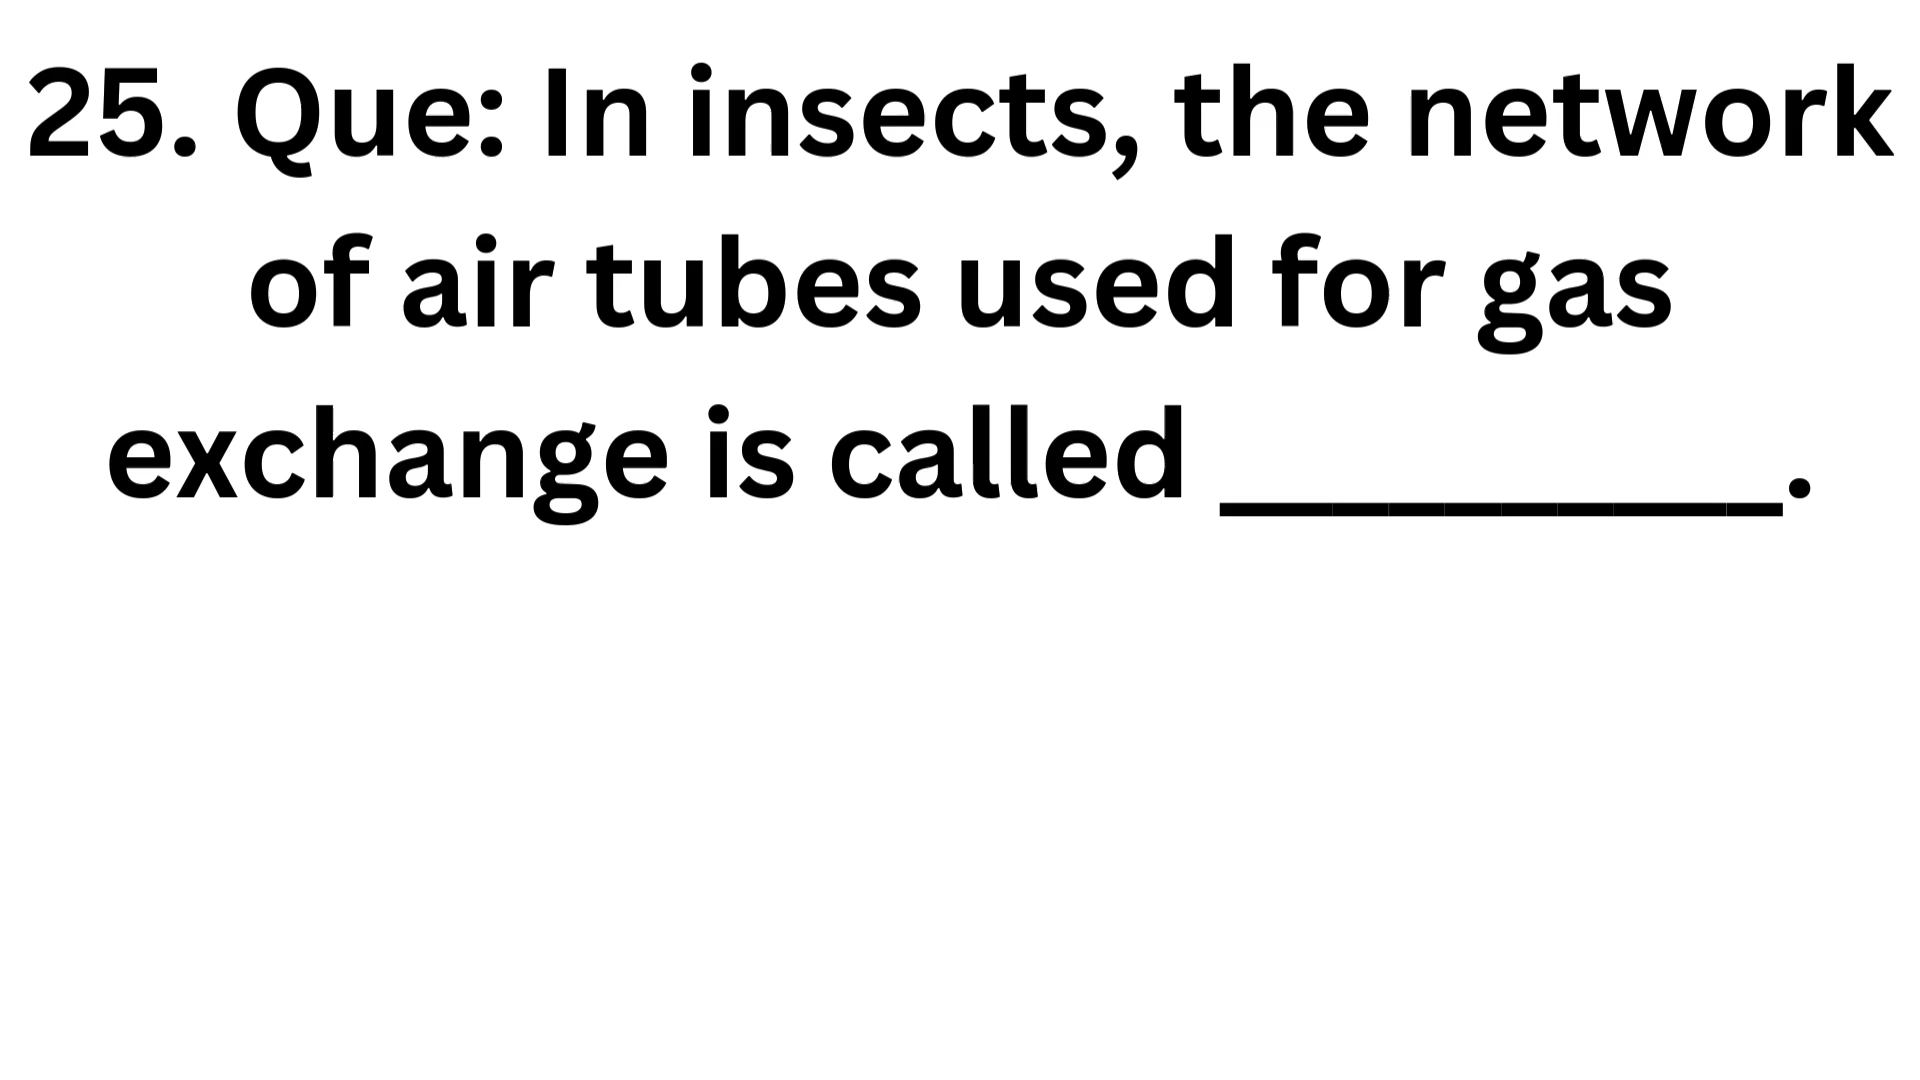 25. Que: In insects, the network
of air tubes used for gas
exchange is called __________.